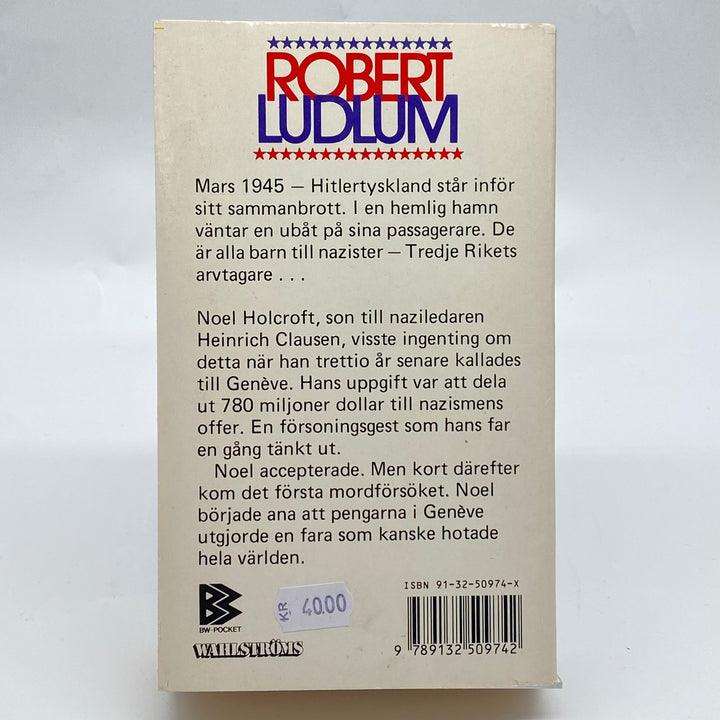 ROBERT
LUDLUM
Mars 1945 — Hitlertyskland står inför
sitt sammanbrott. I en hemlig hamn
väntar en ubåt på sina passagerare. De
är alla barn till nazister — Tredje Rikets
arvtagare . . .
Noel Holcroft, son till naziledaren
Heinrich Clausen, visste ingenting om
detta när han trettio år senare kallades
till Genève. Hans uppgift var att dela
ut 780 miljoner dollar till nazismens
offer. En försoningsgest som hans far
en gång tänkt ut.
Noel accepterade. Men kort därefter
kom det första mordförsöket. Noel
började ana att pengarna i Genève
utgjorde en fara som kanske hotade
hela världen.
ISBN 91-32-50974-X
BW-POCKET
KR 40.00
WAHLSTRÖMS
9 789132 509742